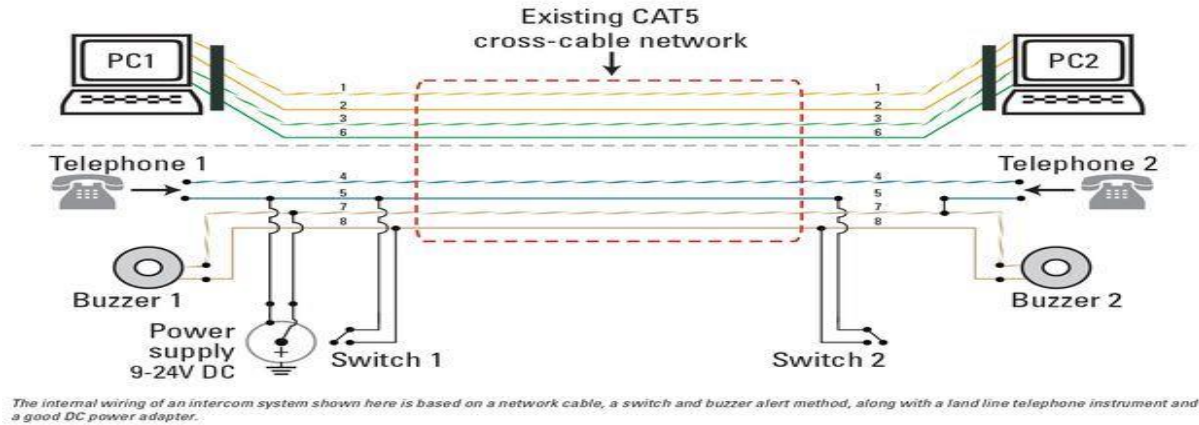 Existing CAT5
cross-cable network
PC1
PC2
1 1
2 2
3 3
6 6
Telephone 1
Telephone 2
4 4
5 5
7 7
8 8
Buzzer 1
Buzzer 2
Power
supply
9-24V DC
+
Switch 1
Switch 2
The internal wiring of an intercom system shown here is based on a network cable, a switch and buzzer alert method, along with a land line telephone instrument and
a good DC power adapter.